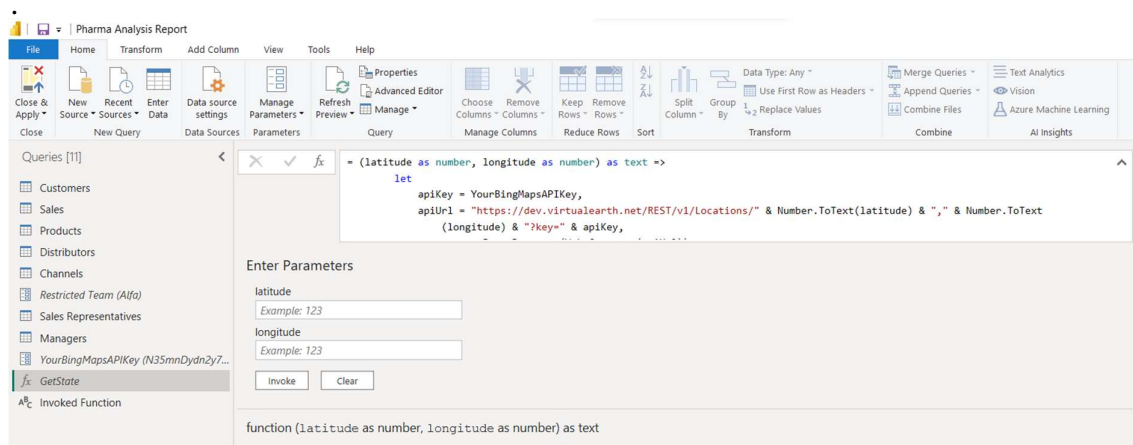 Pharma Analysis Report
File Home Transform Add Column View Tools Help
Close & Apply
New Source
Recent Sources
Enter Data
Data source settings
Manage Parameters
Refresh Preview
Properties
Advanced Editor
Manage
Choose Columns
Remove Columns
Keep Rows
Remove Rows
Split Column
Group By
Data Type: Any
Use First Row as Headers
Replace Values
Merge Queries
Append Queries
Combine Files
Text Analytics
Vision
Azure Machine Learning
Close New Query Data Sources Parameters Query Manage Columns Reduce Rows Sort Transform Combine AI Insights
Queries [11]
Customers
Sales
Products
Distributors
Channels
Restricted Team (Alfa)
Sales Representatives
Managers
YourBingMapsAPIKey (N35mnDydn2y7...
fx GetState
ABC Invoked Function
fx = (latitude as number, longitude as number) as text =>
let
apiKey = YourBingMapsAPIKey,
apiUrl = "https://dev.virtualearth.net/REST/v1/Locations/" & Number.ToText(latitude) & "," & Number.ToText
(longitude) & "?key=" & apiKey,
Enter Parameters
latitude
Example: 123
longitude
Example: 123
Invoke Clear
function (latitude as number, longitude as number) as text